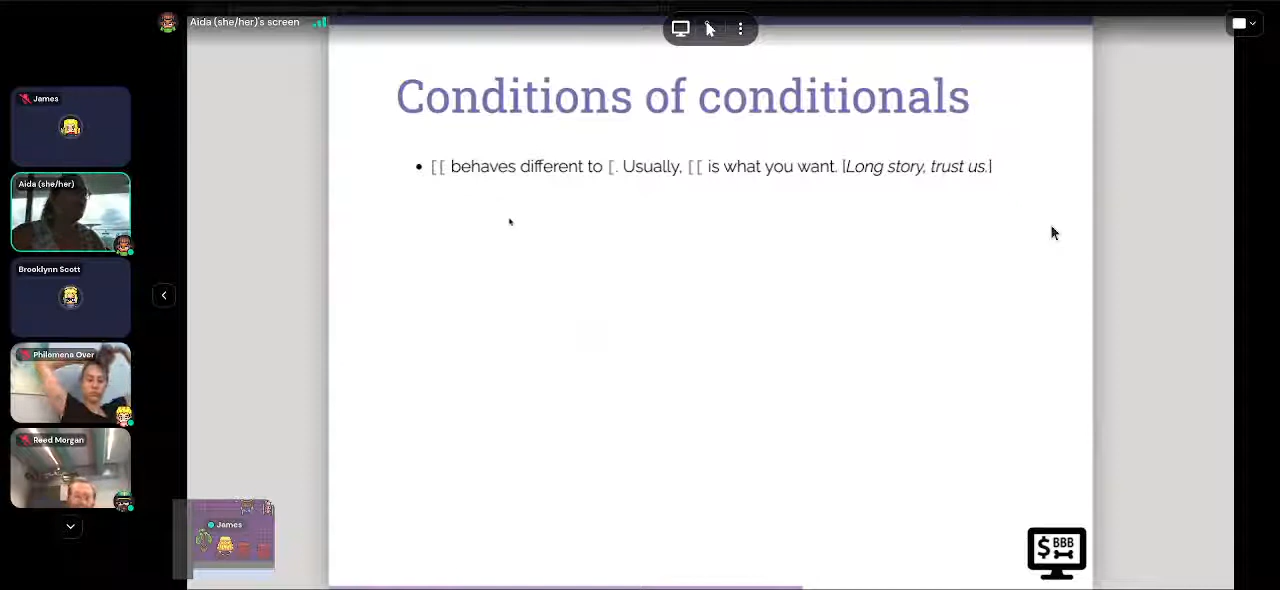 Aida (she/her)'s screen
James
Aida (she/her)
Brooklynn Scott
Philomena Over
Reed Morgan
James
Conditions of conditionals
• [[ behaves different to [. Usually, [[ is what you want. [Long story, trust us.]
$ BBB